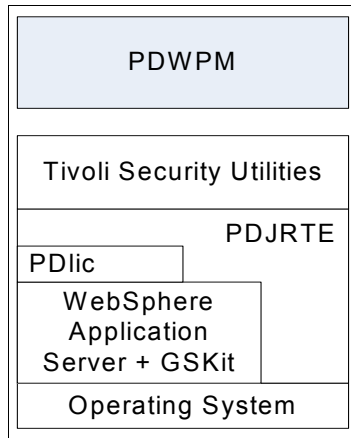 PDWPM
Tivoli Security Utilities
PDJRTE
PDlic
WebSphere
Application
Server + GSKit
Operating System